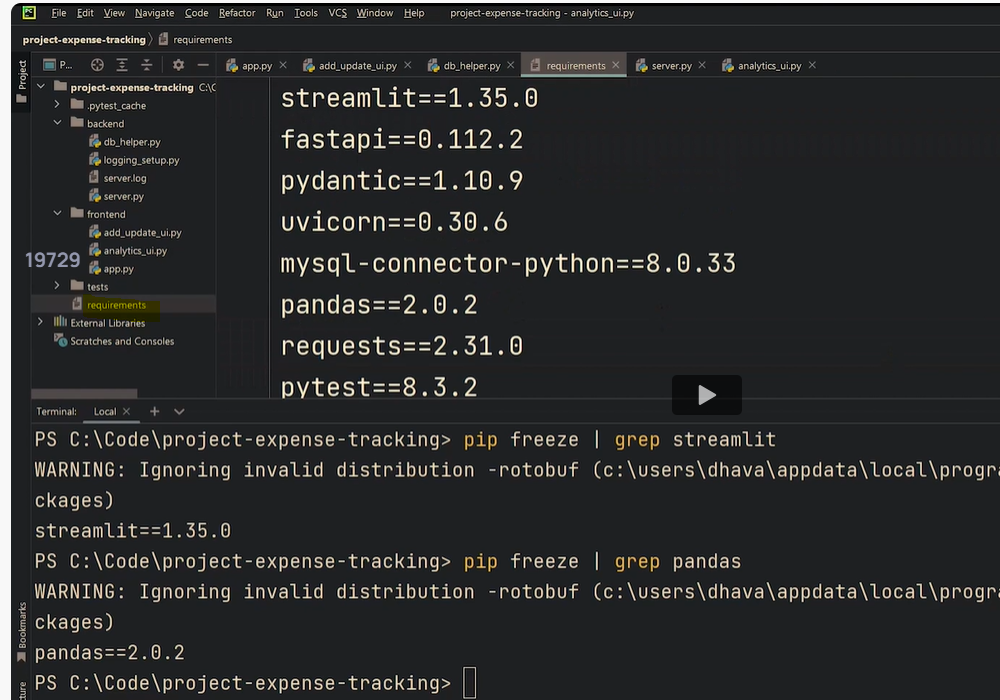 File Edit View Navigate Code Refactor Run Tools VCS Window Help project-expense-tracking - analytics_ui.py
project-expense-tracking requirements
Project
P...
app.py add_update_ui.py db_helper.py requirements server.py analytics_ui.py
project-expense-tracking C:\C
.pytest_cache
backend
db_helper.py
logging_setup.py
server.log
server.py
frontend
add_update_ui.py
analytics_ui.py
19729
app.py
tests
requirements
External Libraries
Scratches and Consoles
streamlit==1.35.0
fastapi==0.112.2
pydantic==1.10.9
uvicorn==0.30.6
mysql-connector-python==8.0.33
pandas==2.0.2
requests==2.31.0
pytest==8.3.2
Terminal: Local
PS C:\Code\project-expense-tracking> pip freeze | grep streamlit
WARNING: Ignoring invalid distribution -rotobuf (c:\users\dhava\appdata\local\progra
ckages)
streamlit==1.35.0
PS C:\Code\project-expense-tracking> pip freeze | grep pandas
WARNING: Ignoring invalid distribution -rotobuf (c:\users\dhava\appdata\local\progra
ckages)
pandas==2.0.2
PS C:\Code\project-expense-tracking>
Bookmarks
ture